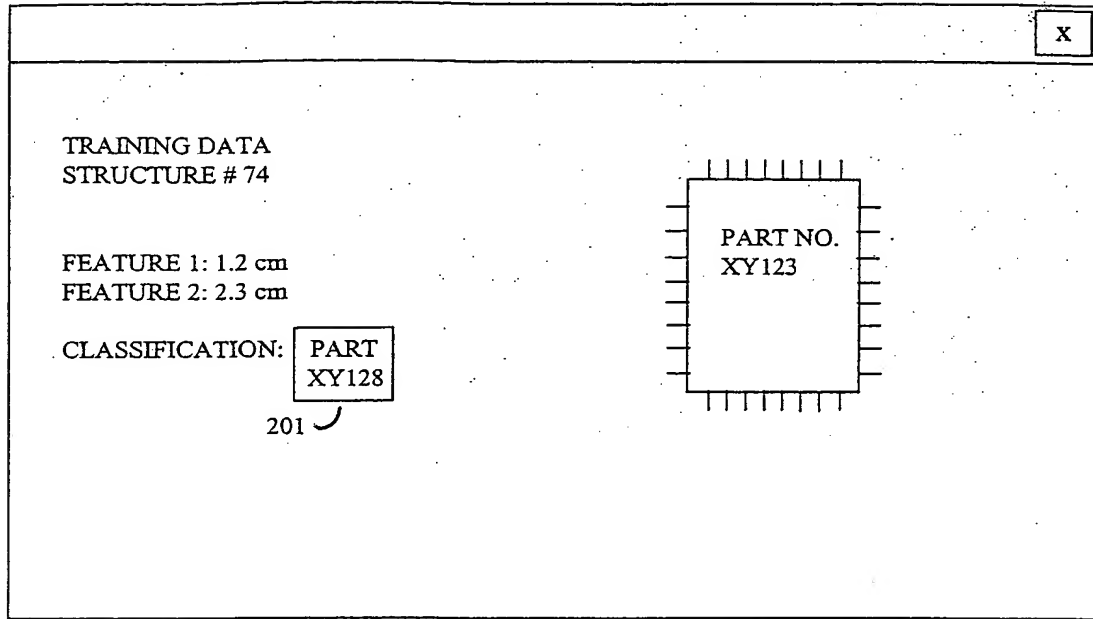 X
TRAINING DATA
STRUCTURE # 74
FEATURE 1: 1.2 cm
FEATURE 2: 2.3 cm
CLASSIFICATION:
PART
XY128
201
PART NO.
XY123